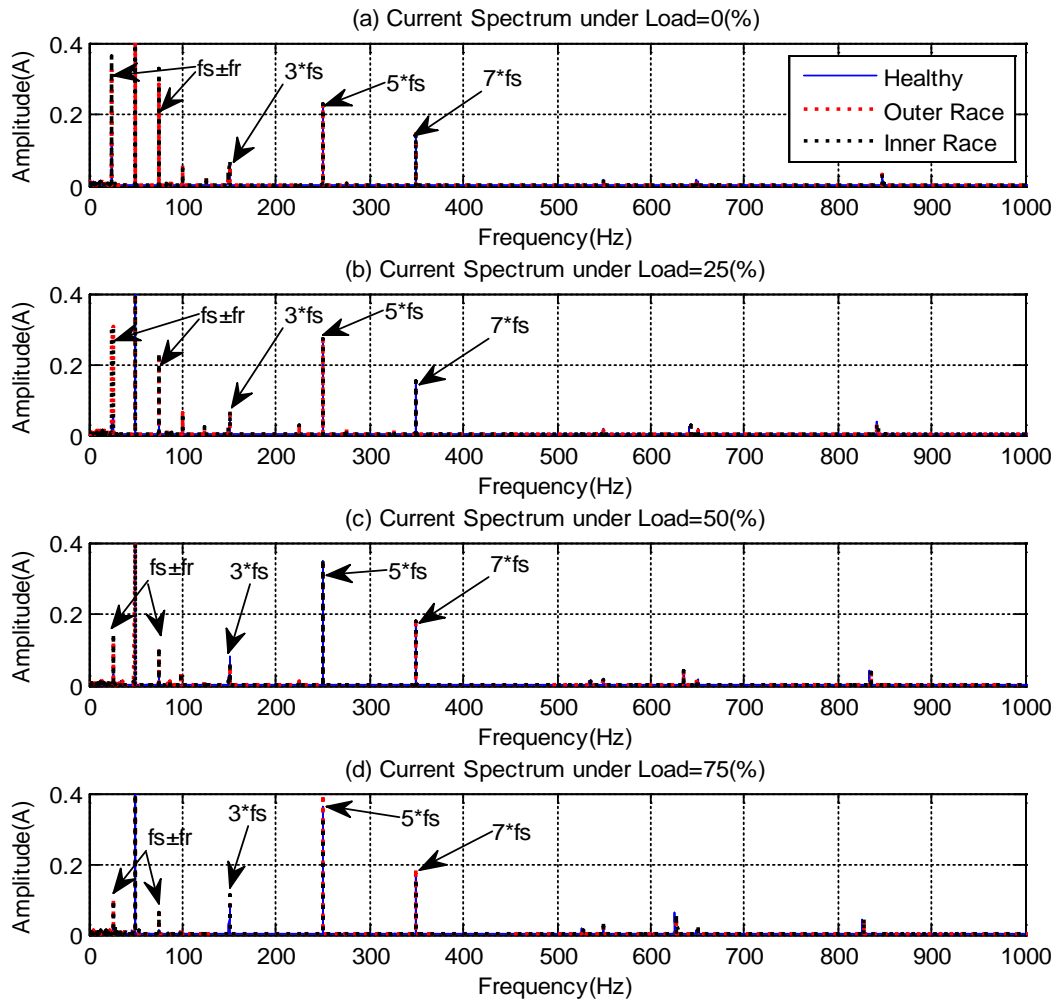 (a) Current Spectrum under Load=0(%)
0.4
0.2
0
Amplitude(A)
fs±fr
3*fs
5*fs
7*fs
Healthy
Outer Race
Inner Race
0 100 200 300 400 500 600 700 800 900 1000
Frequency(Hz)
(b) Current Spectrum under Load=25(%)
0.4
0.2
0
Amplitude(A)
fs±fr
3*fs
5*fs
7*fs
0 100 200 300 400 500 600 700 800 900 1000
Frequency(Hz)
(c) Current Spectrum under Load=50(%)
0.4
0.2
0
Amplitude(A)
fs±fr
3*fs
5*fs
7*fs
0 100 200 300 400 500 600 700 800 900 1000
Frequency(Hz)
(d) Current Spectrum under Load=75(%)
0.4
0.2
0
Amplitude(A)
fs±fr
3*fs
5*fs
7*fs
0 100 200 300 400 500 600 700 800 900 1000
Frequency(Hz)